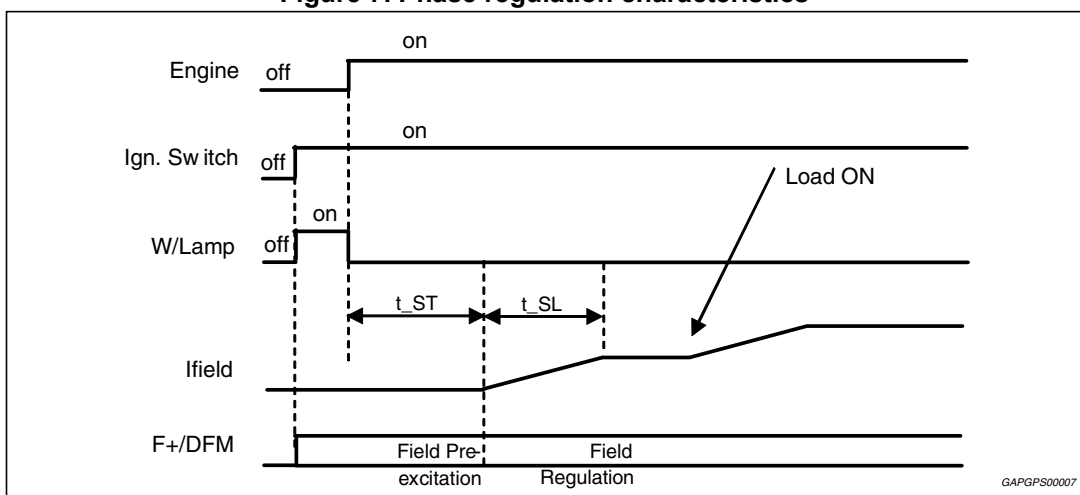 Figure 7. Phase regulation characteristics
on
Engine off
on
Ign. Switch off
Load ON
on
W/Lamp off
t_ST t_SL
Ifield
F+/DFM Field Pre- Field
excitation Regulation
GAPGPS00007